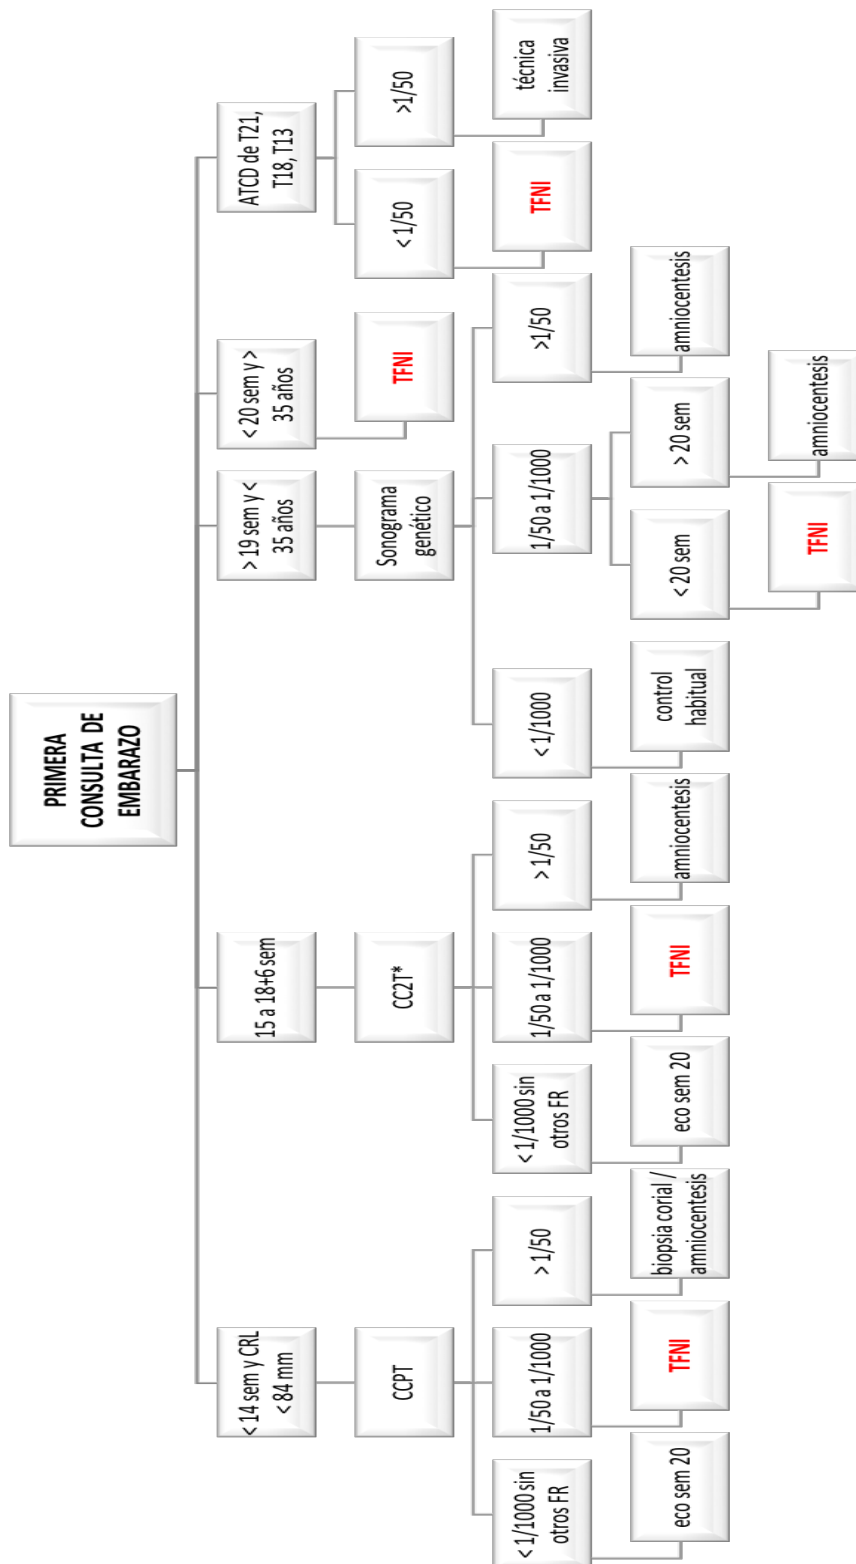 PRIMERA
CONSULTA DE
EMBARAZO
< 14 sem y CRL
< 84 mm
15 a 18+6 sem
> 19 sem y <
35 años
< 20 sem y >
35 años
ATCD de T21,
T18, T13
CCPT
CC2T*
Sonograma
genético
TFNI
< 1/50
>1/50
< 1/1000 sin
otros FR
1/50 a 1/1000
>1/50
< 1/1000 sin
otros FR
1/50 a 1/1000
> 1/50
<1/1000
1/50 a 1/1000
>1/50
TFNI
técnica
invasiva
eco sem 20
TFNI
biopsia corial /
amniocentesis
eco sem 20
TFNI
amniocentesis
control
habitual
< 20 sem
> 20 sem
amniocentesis
TFNI
amniocentesis